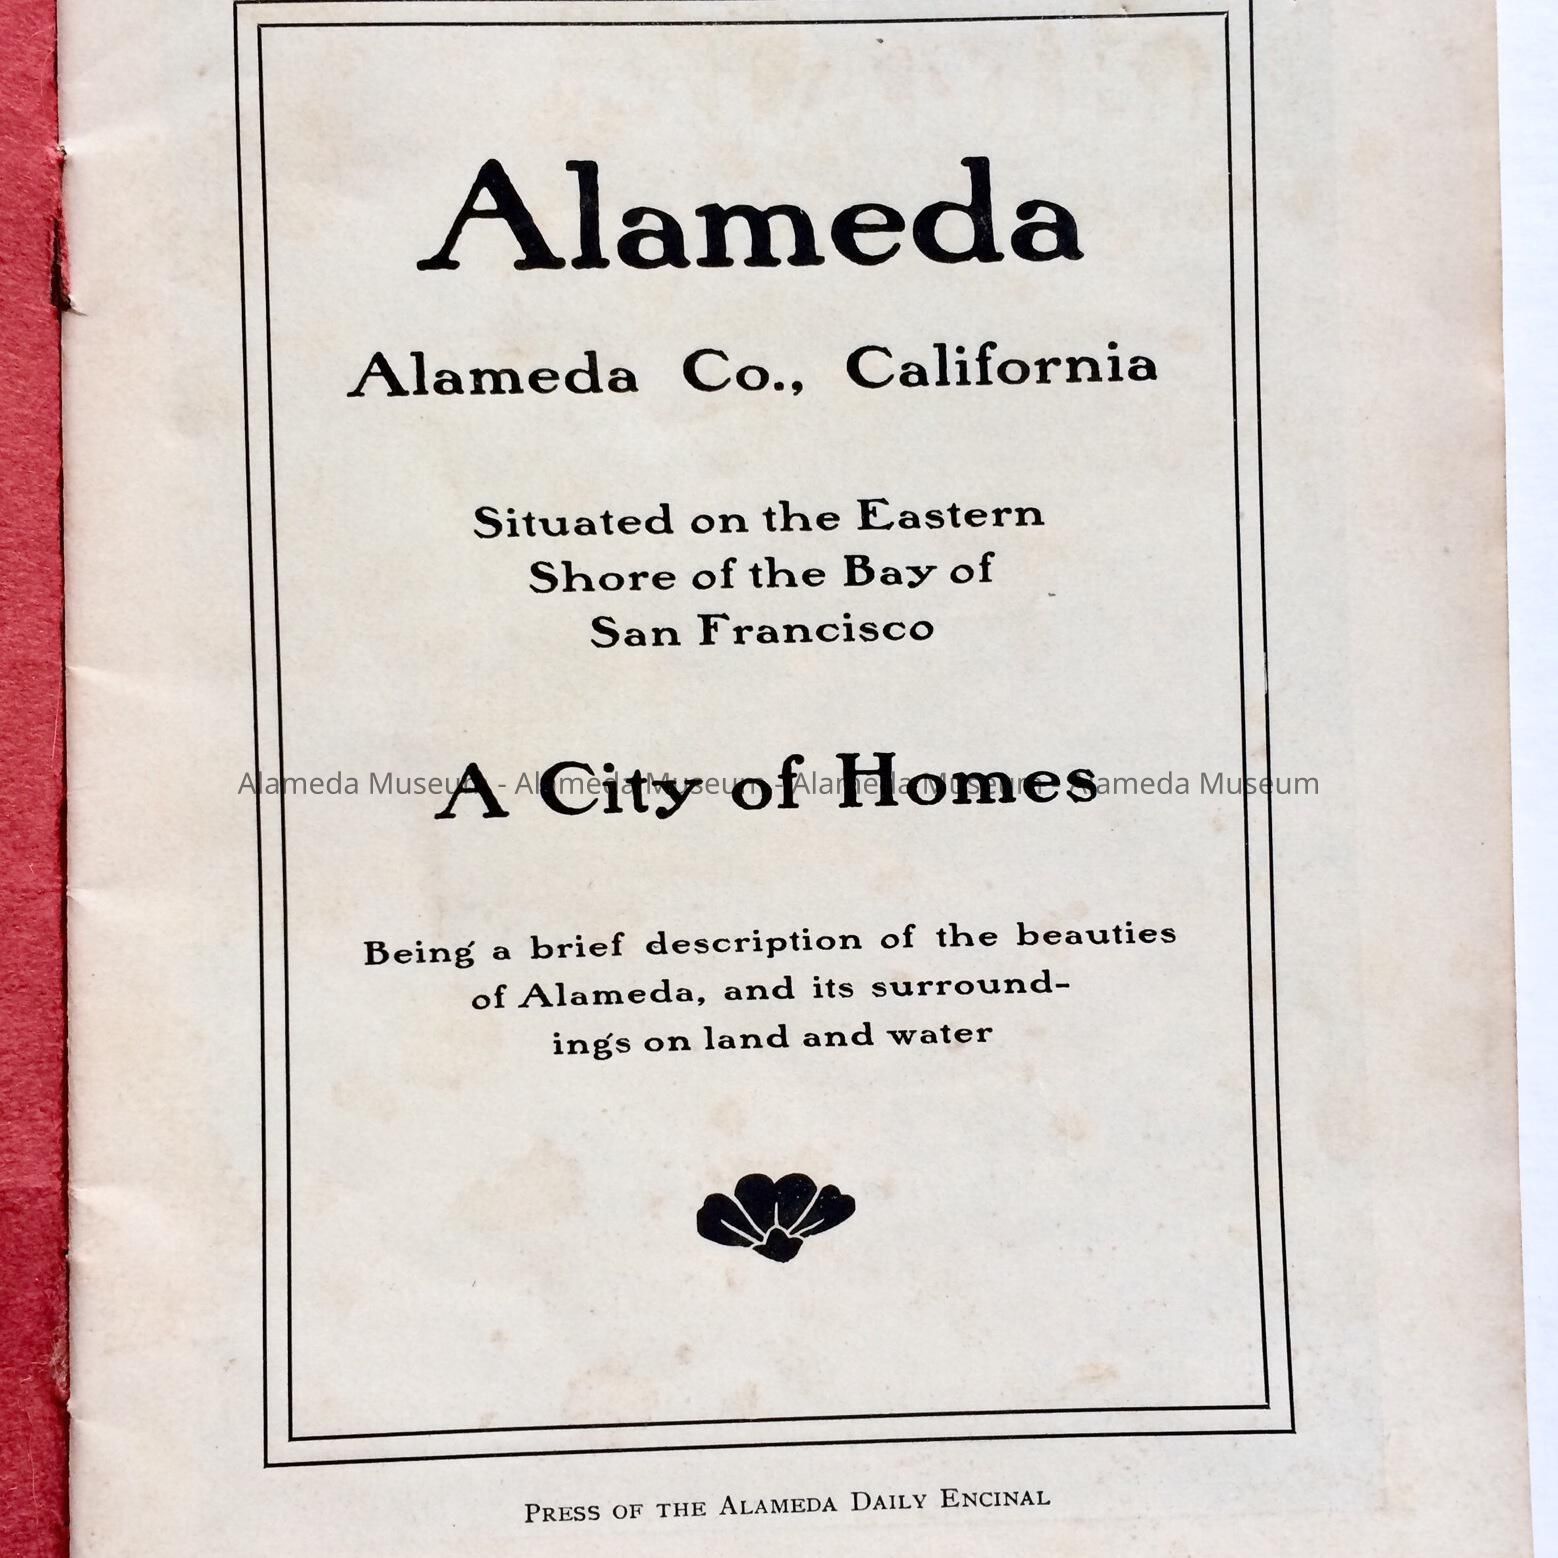 Alameda
Alameda Co., California
Situated on the Eastern
Shore of the Bay of
San Francisco
A City of Homes
Alameda Museum - Alameda Museum - Alameda Museum - Alameda Museum
Being a brief description of the beauties
of Alameda, and its surround-
ings on land and water
PRESS OF THE ALAMEDA DAILY ENCINAL